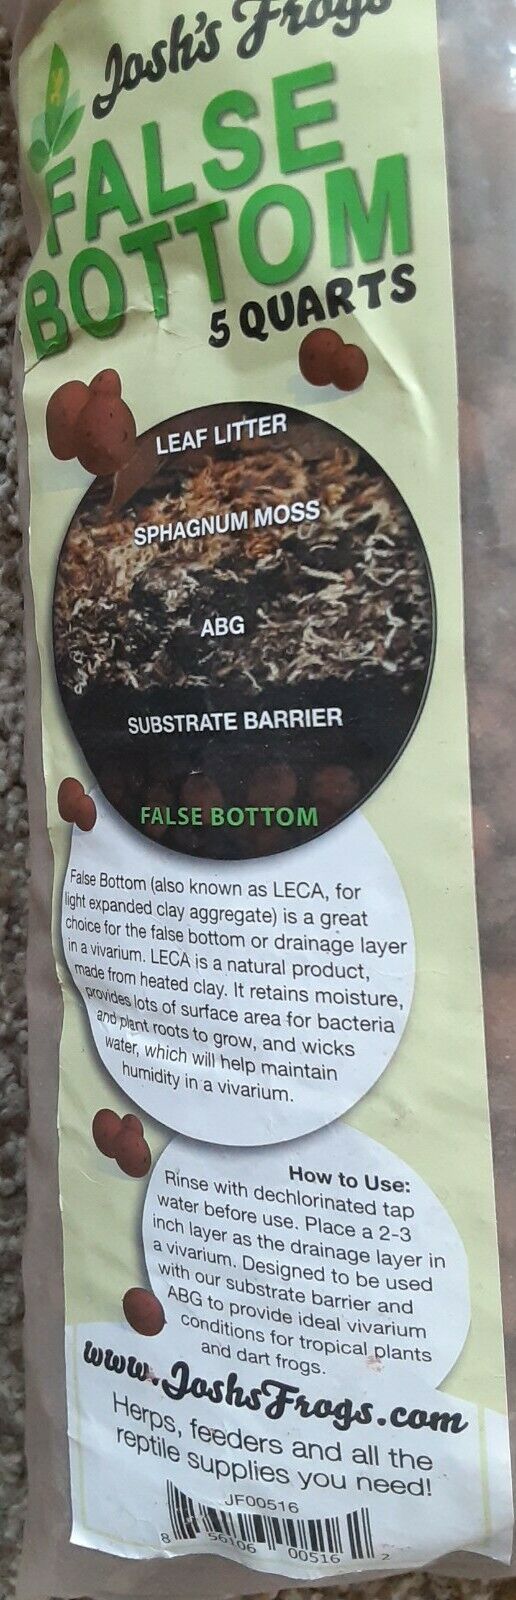 Josh's Frogs
FALSE
BOTTOM
5 QUARTS
LEAF LITTER
SPHAGNUM MOSS
ABG
SUBSTRATE BARRIER
FALSE BOTTOM
False Bottom (also known as LECA, for
light expanded clay aggregate) is a great
choice for the false bottom or drainage layer
in a vivarium. LECA is a natural product,
made from heated clay. It retains moisture,
provides lots of surface area for bacteria
and plant roots to grow, and wicks
water, which will help maintain
humidity in a vivarium.
How to Use:
Rinse with dechlorinated tap
water before use. Place a 2-3
inch layer as the drainage layer in
a vivarium. Designed to be used
with our substrate barrier and
ABG to provide ideal vivarium
conditions for tropical plants
and dart frogs.
www.JoshsFrogs.com
Herps, feeders and all the
reptile supplies you need!
JF00516
8 56106 00516 2